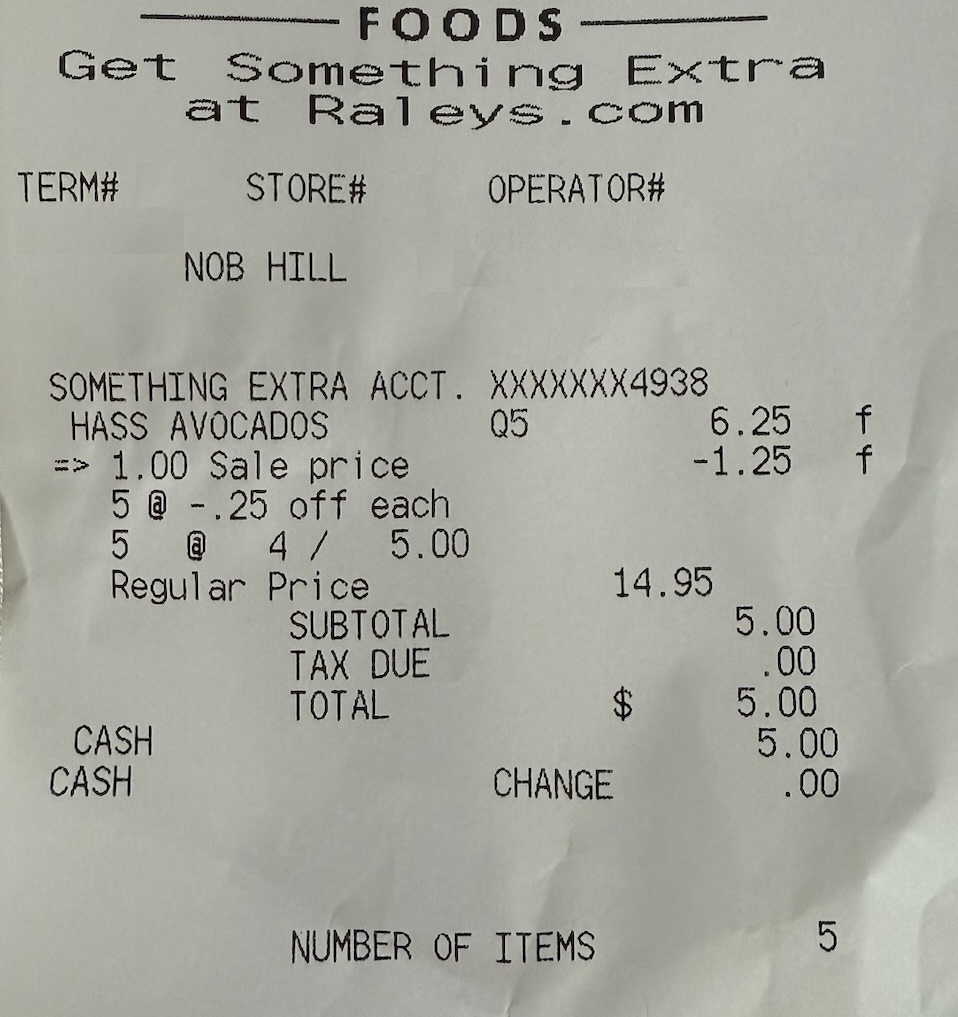 FOODS
Get Something Extra
at Raleys.com
TERM# STORE# OPERATOR#
NOB HILL
SOMETHING EXTRA ACCT. XXXXXXX4938
HASS AVOCADOS Q5 6.25 f
=> 1.00 Sale price -1.25 f
5 @ -.25 off each
5 @ 4 / 5.00
Regular Price 14.95
SUBTOTAL 5.00
TAX DUE .00
TOTAL $ 5.00
CASH 5.00
CASH CHANGE .00
NUMBER OF ITEMS 5